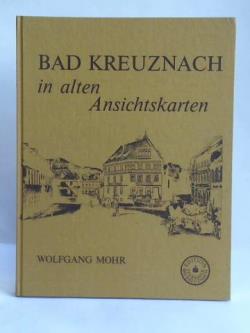 BAD KREUZNACH
in alten
Ansichtskarten
WOLFGANG MOHR